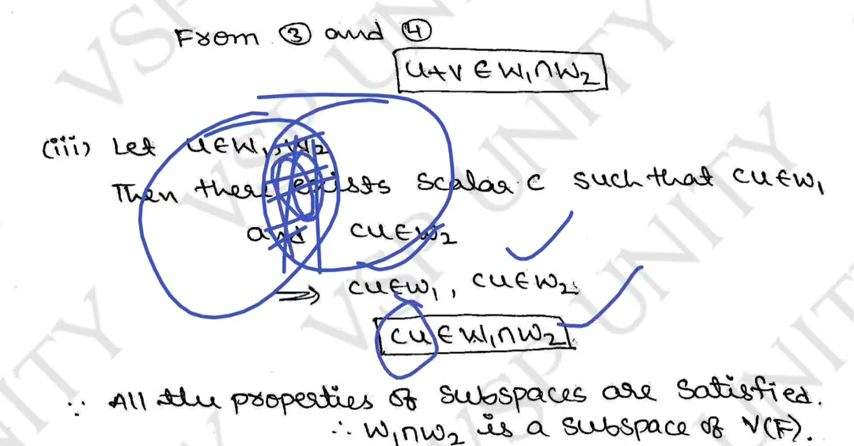 From ③ and ④
u+v ∈ W₁∩W₂
(iii) Let u∈W₁, W₂
Then there exists scalar c such that cu∈W₁
and cu∈W₂
⇒ cu∈W₁, cu∈W₂
cu ∈ W₁∩W₂
∴ All the properties of subspaces are satisfied.
∴ W₁∩W₂ is a subspace of V(F).
VSP UNITY